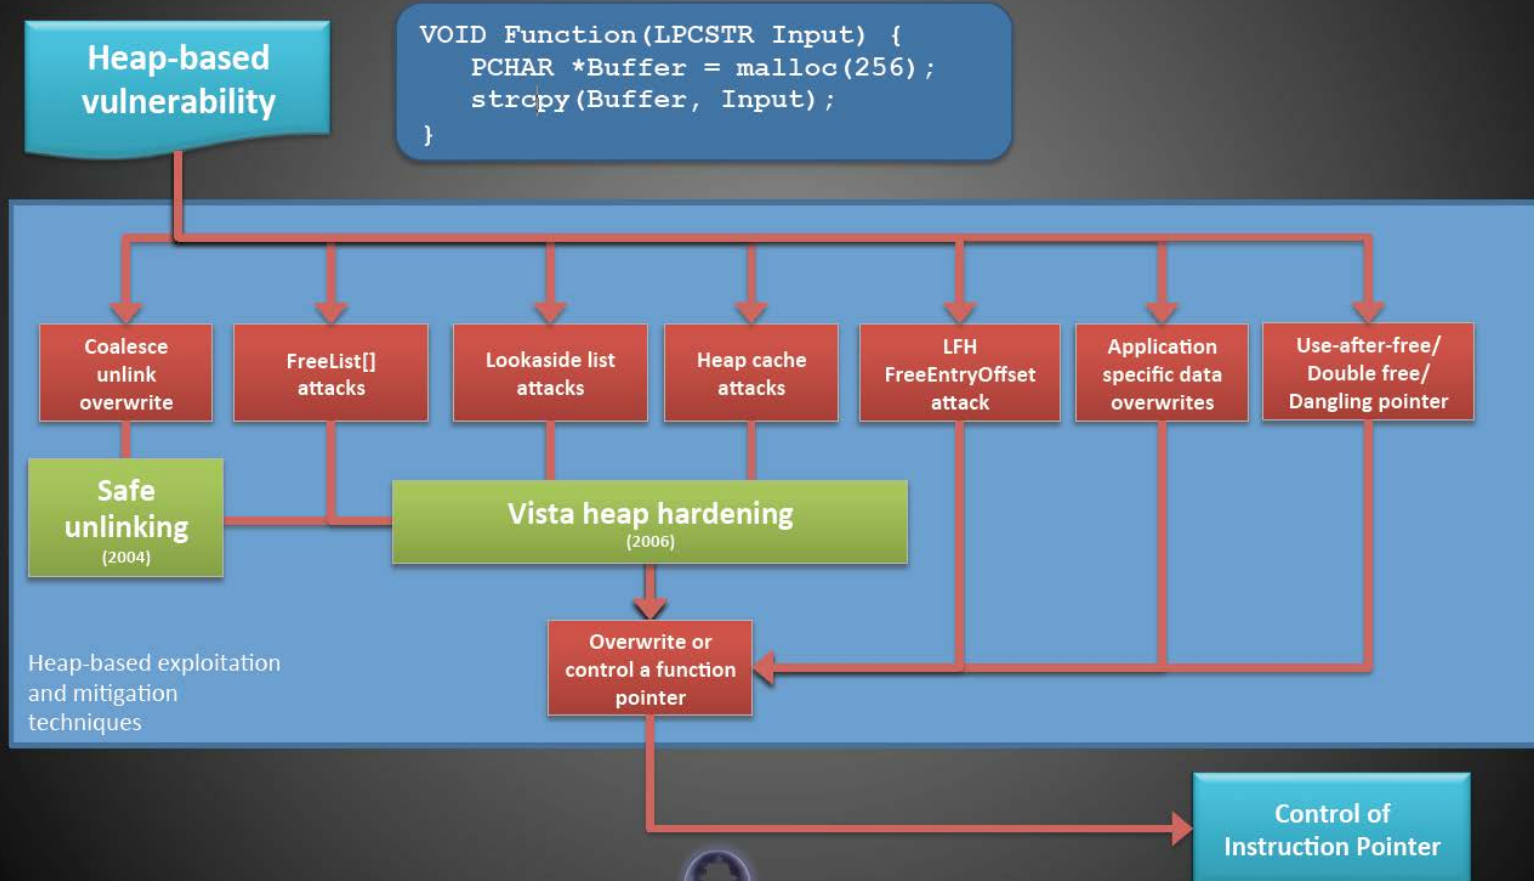 Heap-based
vulnerability
VOID Function(LPCSTR Input) {
PCHAR *Buffer = malloc(256);
strcpy(Buffer, Input);
}
Coalesce
unlink
overwrite
FreeList[]
attacks
Lookaside list
attacks
Heap cache
attacks
LFH
FreeEntryOffset
attack
Application
specific data
overwrites
Use-after-free/
Double free/
Dangling pointer
Safe
unlinking
(2004)
Vista heap hardening
(2006)
Overwrite or
control a function
pointer
Heap-based exploitation
and mitigation
techniques
Control of
Instruction Pointer